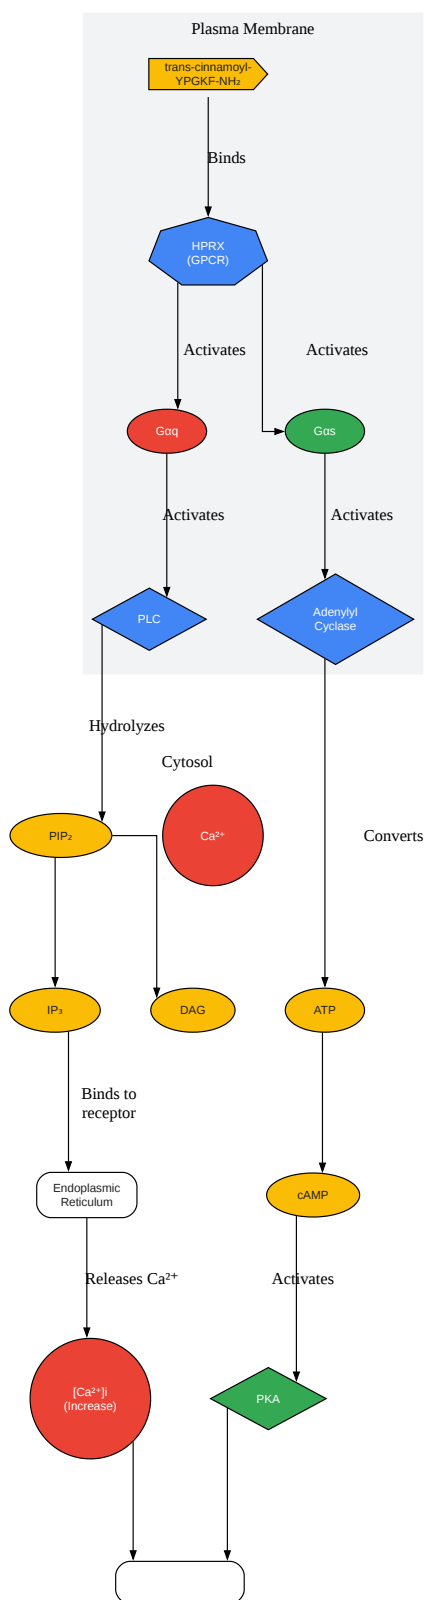 Plasma Membrane
trans-cinnamoyl-
YPGKF-NH₂
Binds
HPRX
(GPCR)
Activates
Activates
Gαq
Gαs
Activates
Activates
PLC
Adenylyl
Cyclase
Hydrolyzes
Cytosol
PIP₂
Ca²⁺
Converts
IP₃
DAG
ATP
Binds to
receptor
Endoplasmic
Reticulum
cAMP
Releases Ca²⁺
Activates
[Ca²⁺]i
(Increase)
PKA